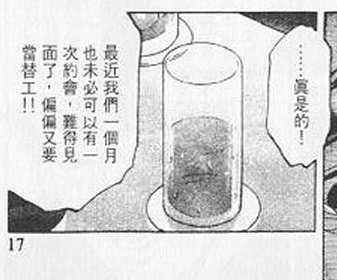 ……真是的！
最近我們一個月
也未必可以有一
次約會，難得見
面了，偏偏又要
當替工!!
17